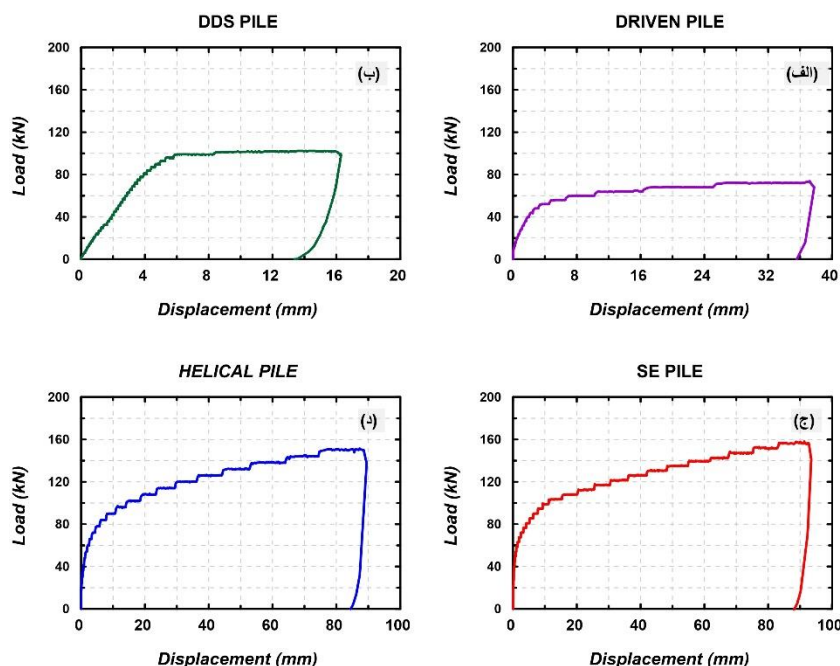 DDS PILE
(ب)
Load (kN)
200
160
120
80
40
0
0 4 8 12 16 20
Displacement (mm)
DRIVEN PILE
(الف)
Load (kN)
200
160
120
80
40
0
0 8 16 24 32 40
Displacement (mm)
HELICAL PILE
(د)
Load (kN)
200
160
120
80
40
0
0 20 40 60 80 100
Displacement (mm)
SE PILE
(ج)
Load (kN)
200
160
120
80
40
0
0 20 40 60 80 100
Displacement (mm)